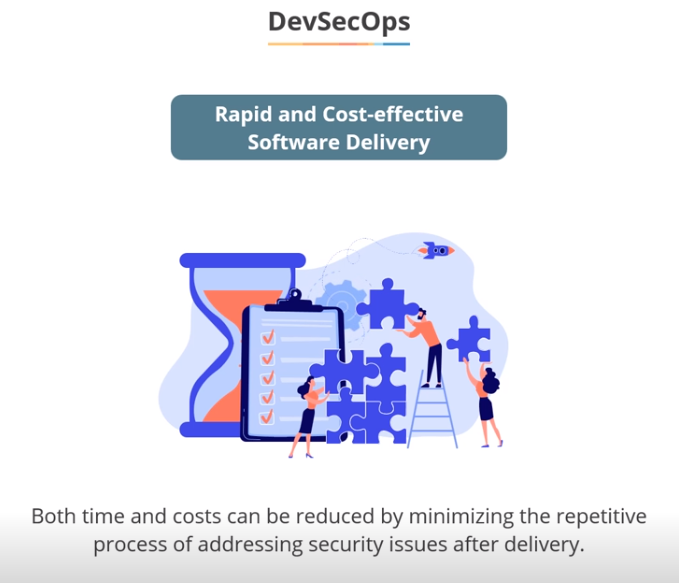 DevSecOps
Rapid and Cost-effective
Software Delivery
Both time and costs can be reduced by minimizing the repetitive
process of addressing security issues after delivery.